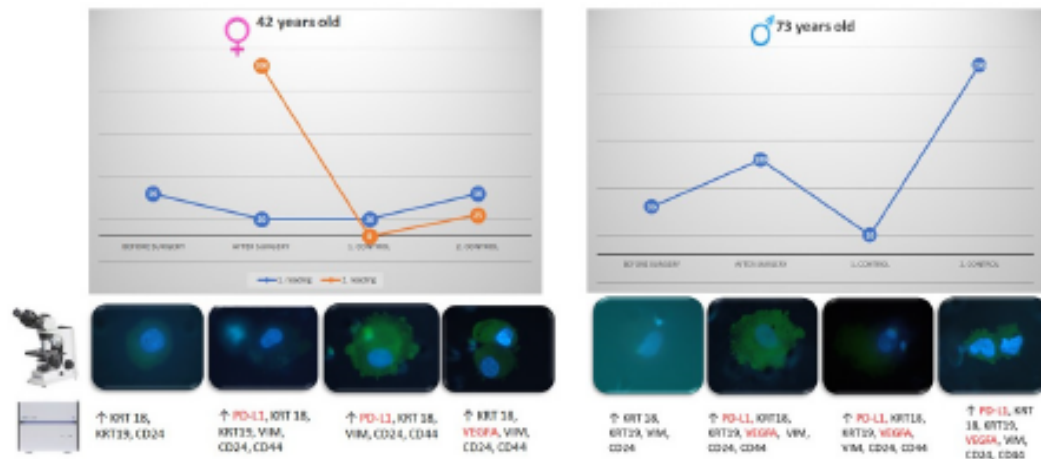 42 years old
73 years old
BEFORE SURGERY
AFTER SURGERY
1. CONTROL
2. CONTROL
BEFORE SURGERY
AFTER SURGERY
1. CONTROL
2. CONTROL
↑ KRT 18,
KRT19, CD24
↑ PD-L1, KRT 18,
KRT19, VIM,
CD24, CD44
↑ PD-L1, KRT 18,
VIM, CD24, CD44
↑ KRT 18,
VEGFA, VIM,
CD24, CD44
↑ KRT 18,
KRT19, VIM,
CD24
↑ PD-L1, KRT18,
KRT19, VEGFA, VIM,
CD24, CD44
↑ PD-L1, KRT18,
KRT19, VEGFA,
VIM, CD24, CD44
↑ PD-L1, KRT
18, KRT19,
VEGFA, VIM,
CD24, CD44